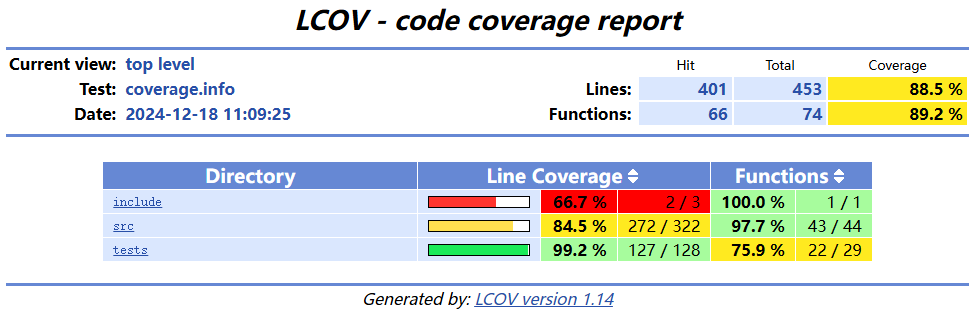 LCOV - code coverage report
Current view: top level Hit Total Coverage
Test: coverage.info Lines: 401 453 88.5 %
Date: 2024-12-18 11:09:25 Functions: 66 74 89.2 %
Directory Line Coverage Functions
include 66.7 % 2 / 3 100.0 % 1 / 1
src 84.5 % 272 / 322 97.7 % 43 / 44
tests 99.2 % 127 / 128 75.9 % 22 / 29
Generated by: LCOV version 1.14